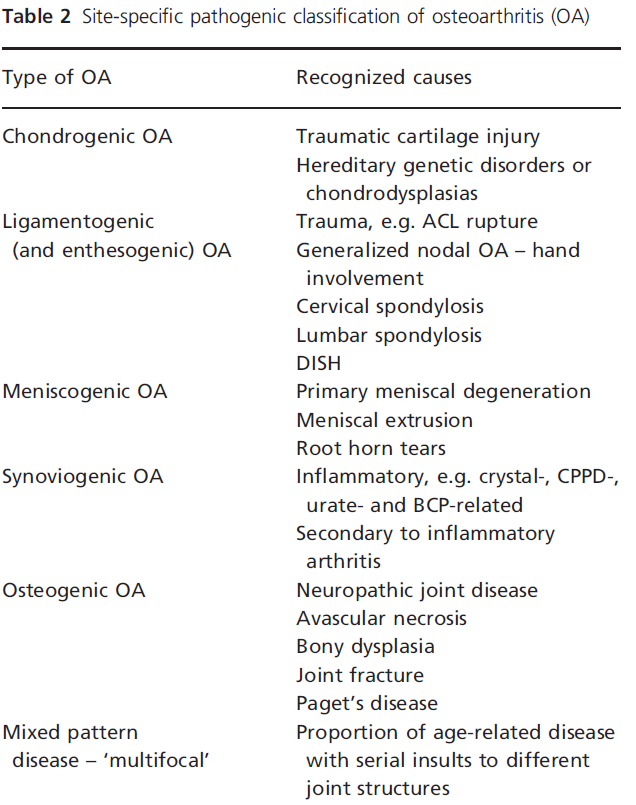 Table 2 Site-specific pathogenic classification of osteoarthritis (OA)
Type of OA Recognized causes
Chondrogenic OA Traumatic cartilage injury
Hereditary genetic disorders or
chondrodysplasias
Ligamentogenic Trauma, e.g. ACL rupture
(and enthesogenic) OA Generalized nodal OA – hand
involvement
Cervical spondylosis
Lumbar spondylosis
DISH
Meniscogenic OA Primary meniscal degeneration
Meniscal extrusion
Root horn tears
Synoviogenic OA Inflammatory, e.g. crystal-, CPPD-,
urate- and BCP-related
Secondary to inflammatory
arthritis
Osteogenic OA Neuropathic joint disease
Avascular necrosis
Bony dysplasia
Joint fracture
Paget’s disease
Mixed pattern Proportion of age-related disease
disease – ‘multifocal’ with serial insults to different
joint structures